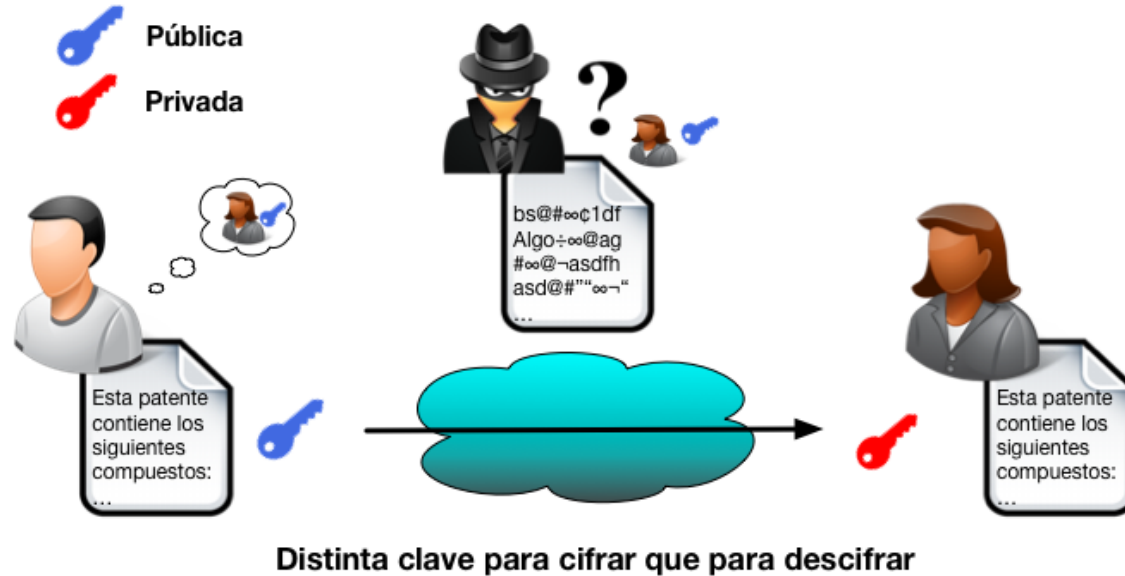 Pública
Privada
?
bs@#∞¢1df
Algo÷∞@ag
#∞@¬asdfh
asd@#”“∞¬“
...
Esta patente
contiene los
siguientes
compuestos:
...
Esta patente
contiene los
siguientes
compuestos:
...
Distinta clave para cifrar que para descifrar